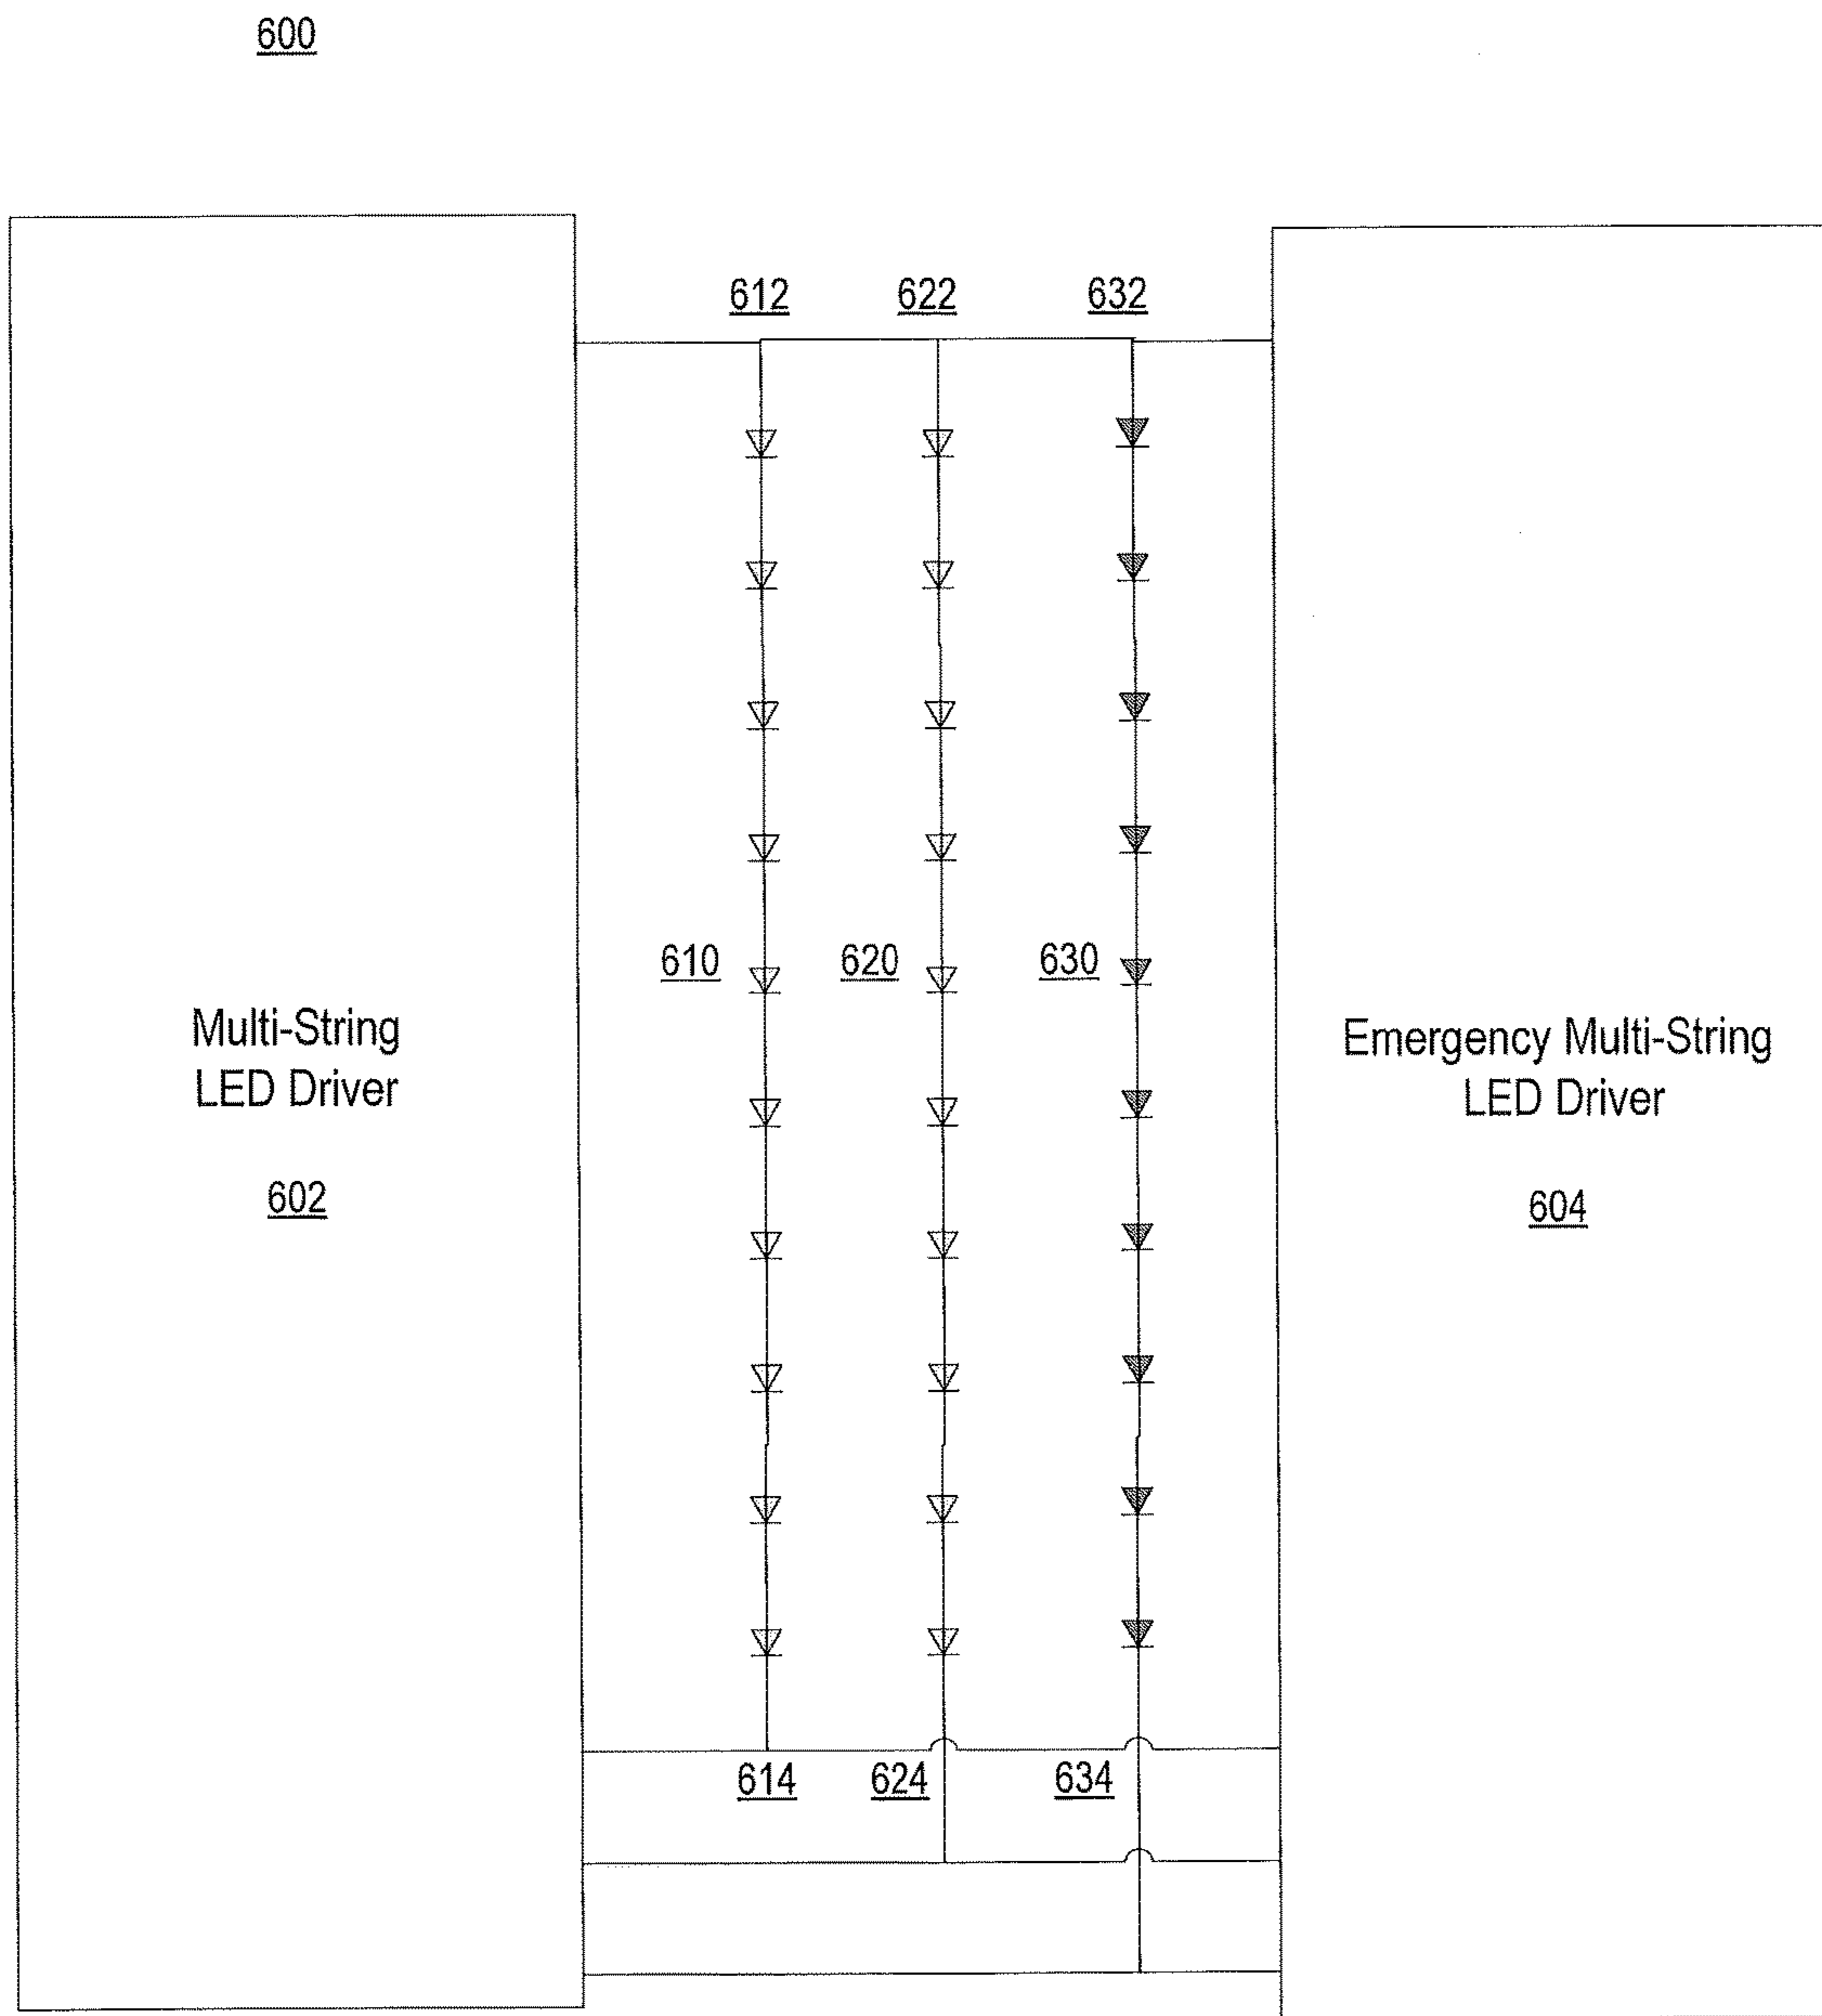 600
612 622 632
610 620 630
Multi-String
LED Driver
602
Emergency Multi-String
LED Driver
604
614 624 634